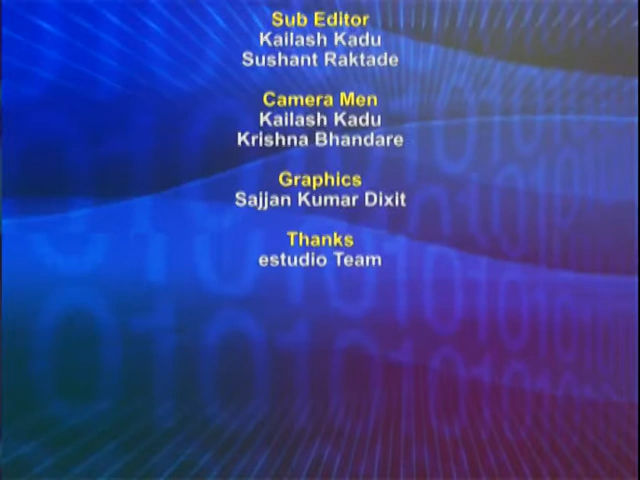 Sub Editor
Kailash Kadu
Sushant Raktade
Camera Men
Kailash Kadu
Krishna Bhandare
Graphics
Sajjan Kumar Dixit
Thanks
estudio Team